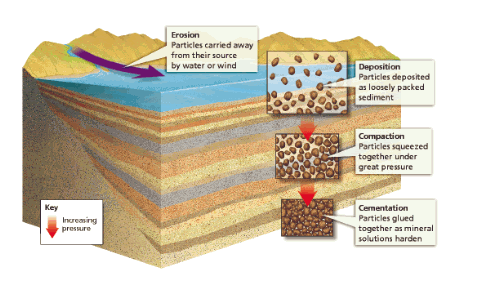 Erosion
Particles carried away
from their source
by water or wind
Deposition
Particles deposited
as loosely packed
sediment
Compaction
Particles squeezed
together under
great pressure
Cementation
Particles glued
together as mineral
solutions harden
Key
Increasing
pressure